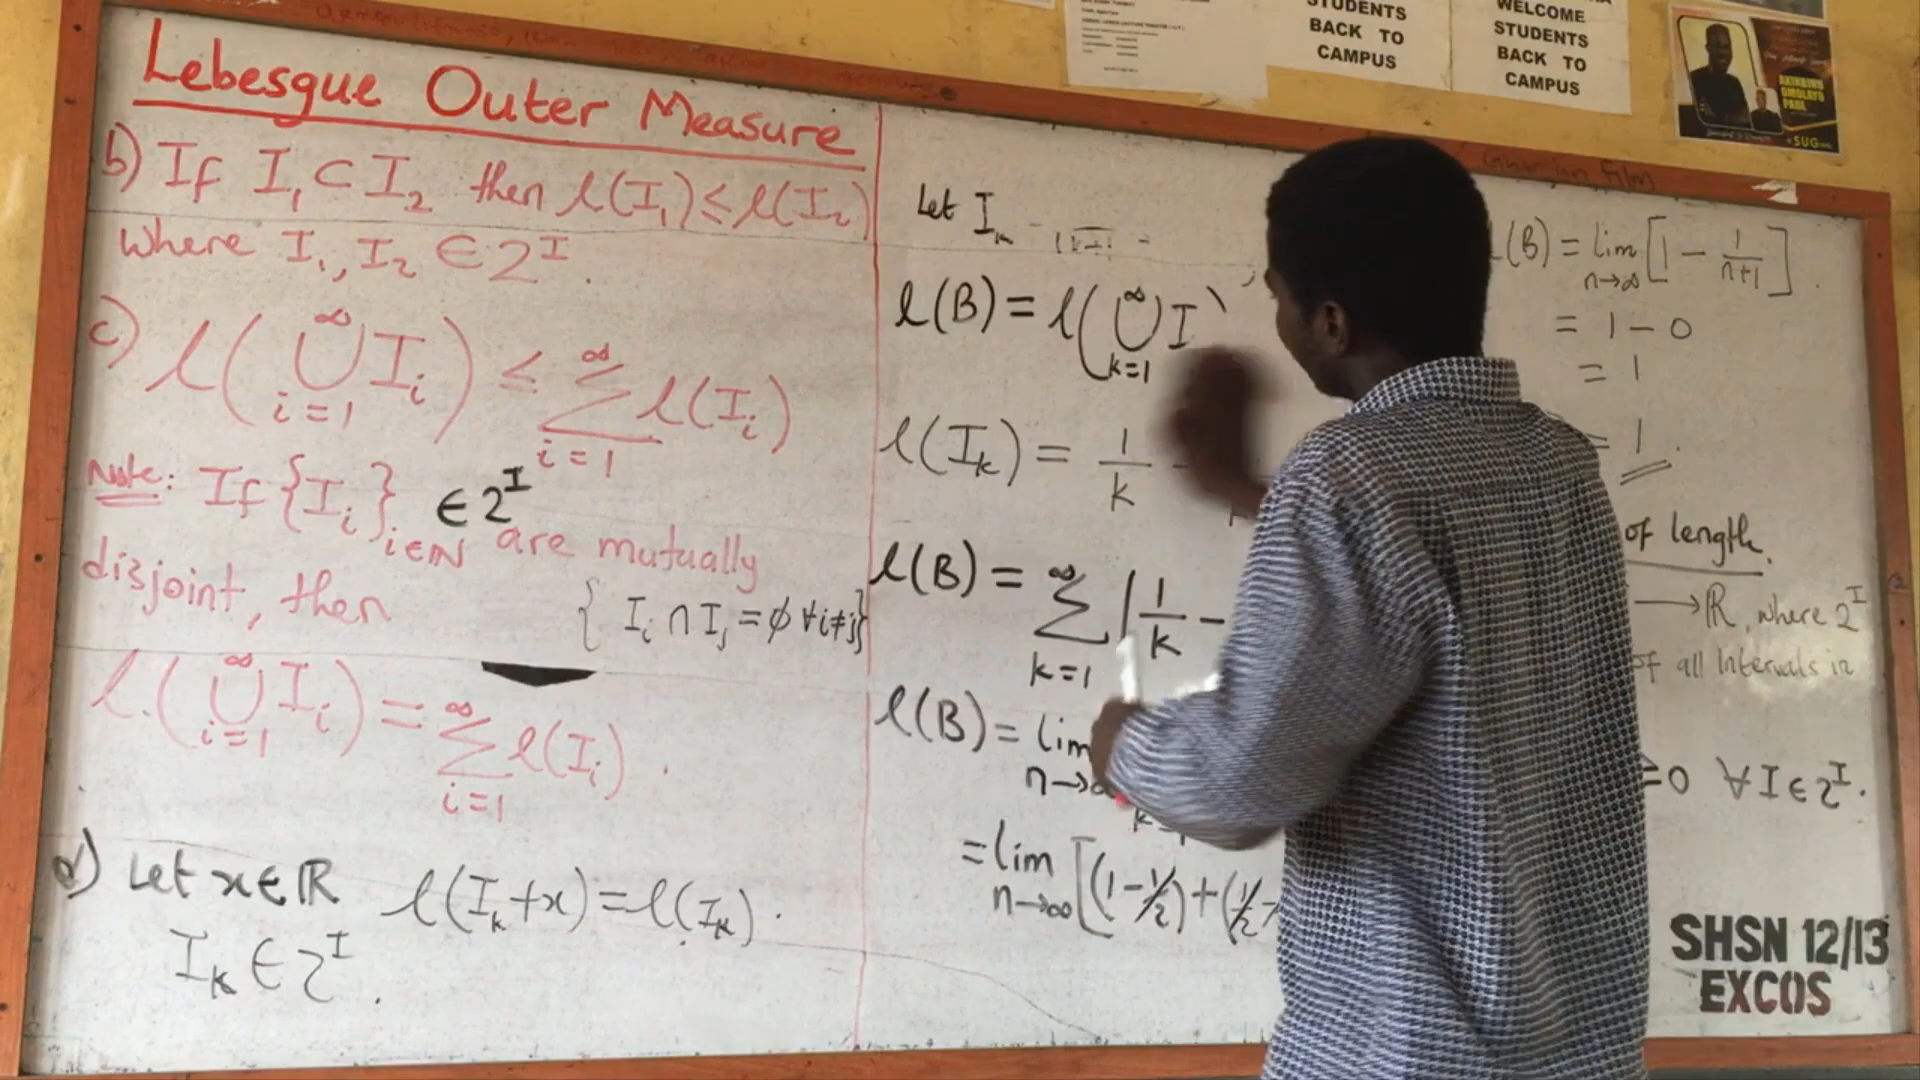 STUDENTS
BACK TO
CAMPUS
WELCOME
STUDENTS
BACK TO
CAMPUS
AKINBINU
OMOLAYO
PAUL
+SUG
Lebesgue Outer Measure
b) If I₁ ⊂ I₂ then l(I₁) ≤ l(I₂)
where I₁, I₂ ∈ 2^I.
c) l(⋃_{i=1}^∞ I_i) ≤ ∑_{i=1}^∞ l(I_i)
Note: If {I_i}_{i∈ℕ} ∈ 2^I are mutually
disjoint, then {I_i ∩ I_j = φ ∀ i≠j}
l(⋃_{i=1}^∞ I_i) = ∑_{i=1}^∞ l(I_i).
d) Let x ∈ ℝ l(I_k+x) = l(I_k).
I_k ∈ 2^I.
Let I_k
l(B) = l(⋃_{k=1}^∞ I
l(I_k) = 1/k -
l(B) = ∑_{k=1}^∞ | 1/k -
l(B) = lim n→
= lim_{n→∞} [(1-1/2)+(1/2-
l(B) = lim_{n→∞} [1 - 1/(n+1)].
= 1 - 0
= 1
= 1.
of length.
→ ℝ, where 2^I
of all Intervals in
=0 ∀ I ∈ 2^I.
SHSN 12/13
EXCOS